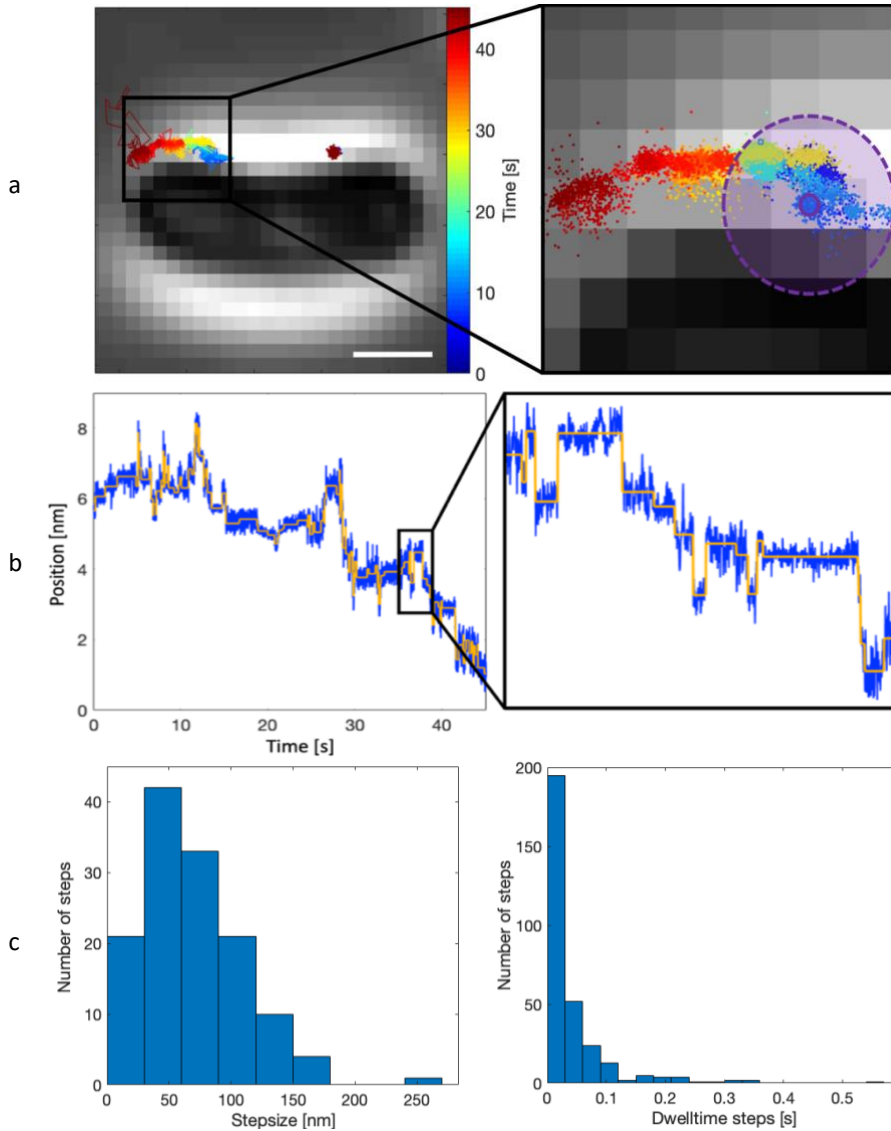 a
40
30
20
10
0
Time [s]
b
8
6
4
2
0
Position [nm]
0 10 20 30 40
Time [s]
c
40
30
20
10
0
Number of steps
0 50 100 150 200 250
Stepsize [nm]
200
150
100
50
0
Number of steps
0 0.1 0.2 0.3 0.4 0.5
Dwelltime steps [s]